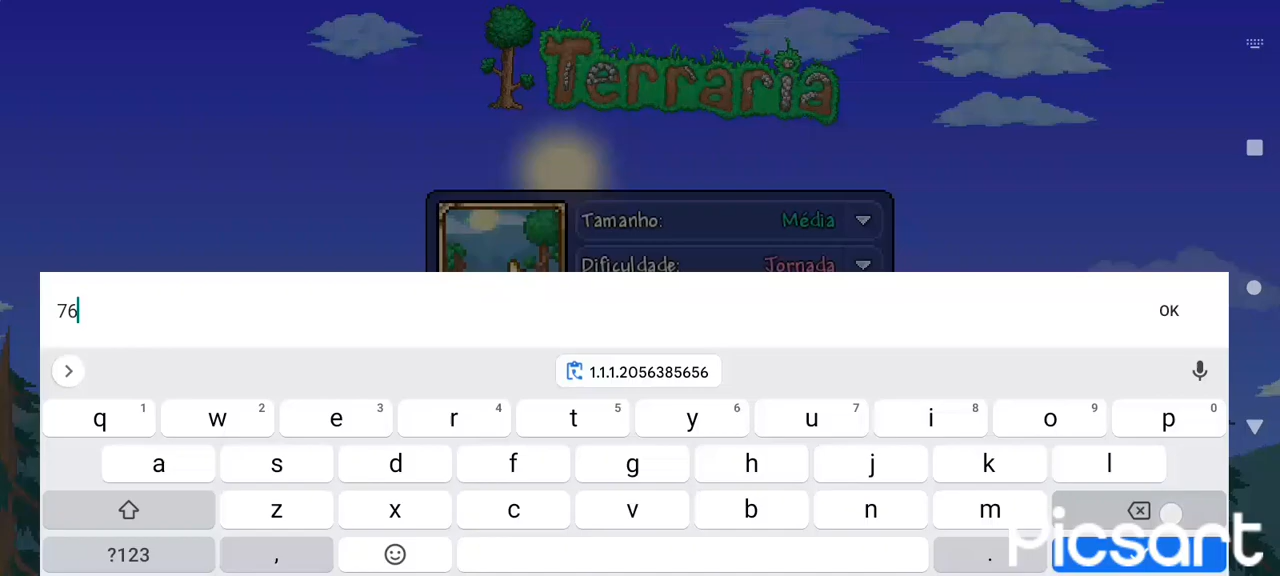 Terraria
Tamanho: Média
Dificuldade: Jornada
76
OK
1.1.1.2056385656
q 1 w 2 e 3 r 4 t 5 y 6 u 7 i 8 o 9 p 0
a s d f g h j k l
z x c v b n m
?123 , .
picsart